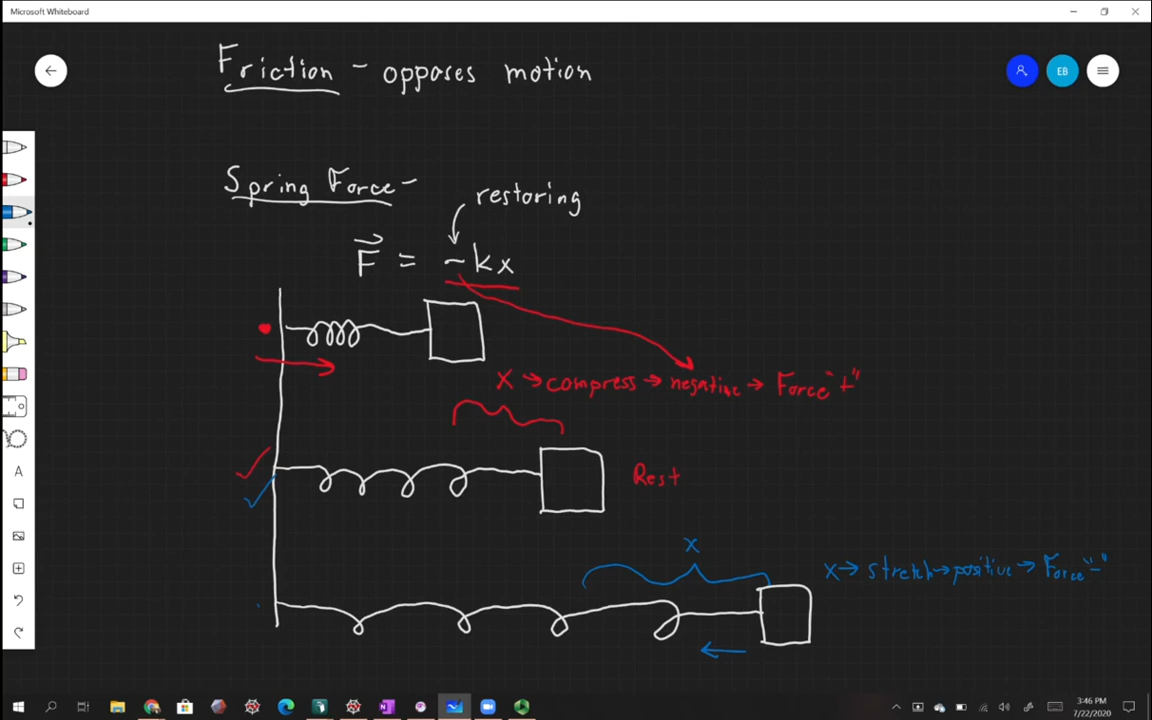 Microsoft Whiteboard
Friction - opposes motion
EB
Spring Force -
restoring
F = -kx
X → compress → negative → Force "+"
Rest
X
x → stretch → positive → Force "-"
A
3:46 PM
7/22/2020